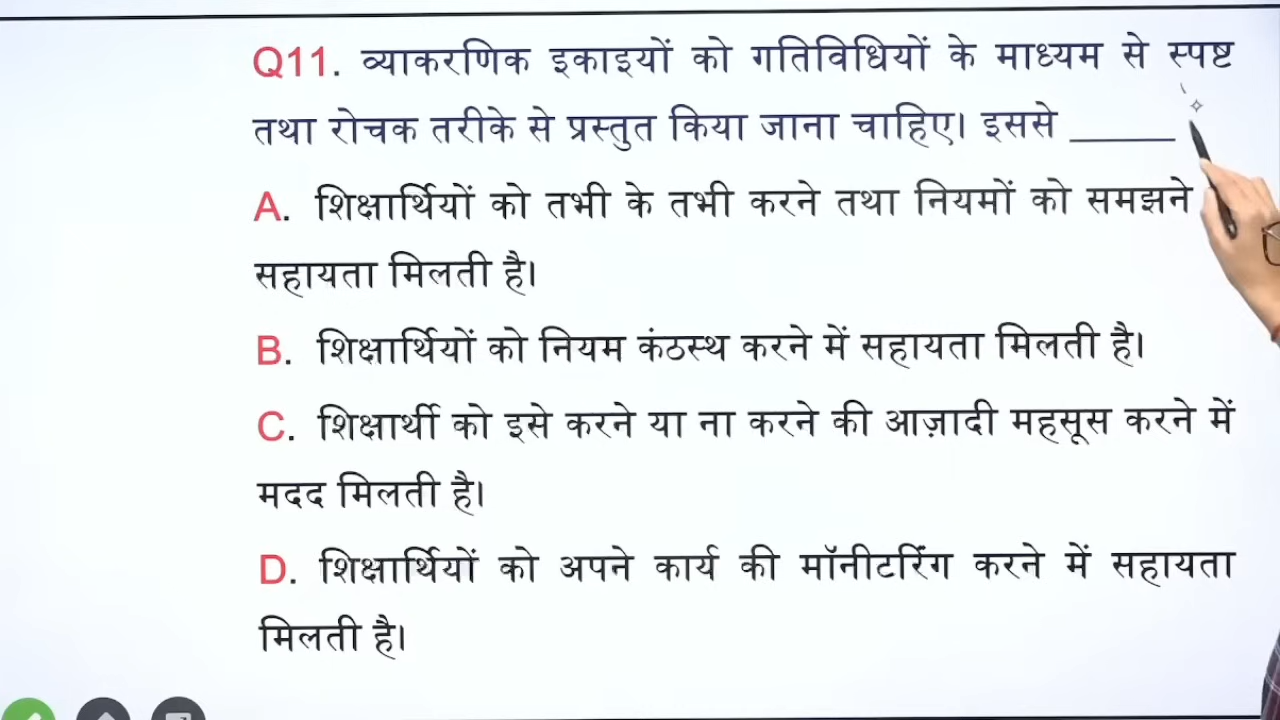 Q11. व्याकरणिक इकाइयों को गतिविधियों के माध्यम से स्पष्ट
तथा रोचक तरीके से प्रस्तुत किया जाना चाहिए। इससे ______
A. शिक्षार्थियों को तभी के तभी करने तथा नियमों को समझने
सहायता मिलती है।
B. शिक्षार्थियों को नियम कंठस्थ करने में सहायता मिलती है।
C. शिक्षार्थी को इसे करने या ना करने की आज़ादी महसूस करने में
मदद मिलती है।
D. शिक्षार्थियों को अपने कार्य की मॉनीटरिंग करने में सहायता
मिलती है।